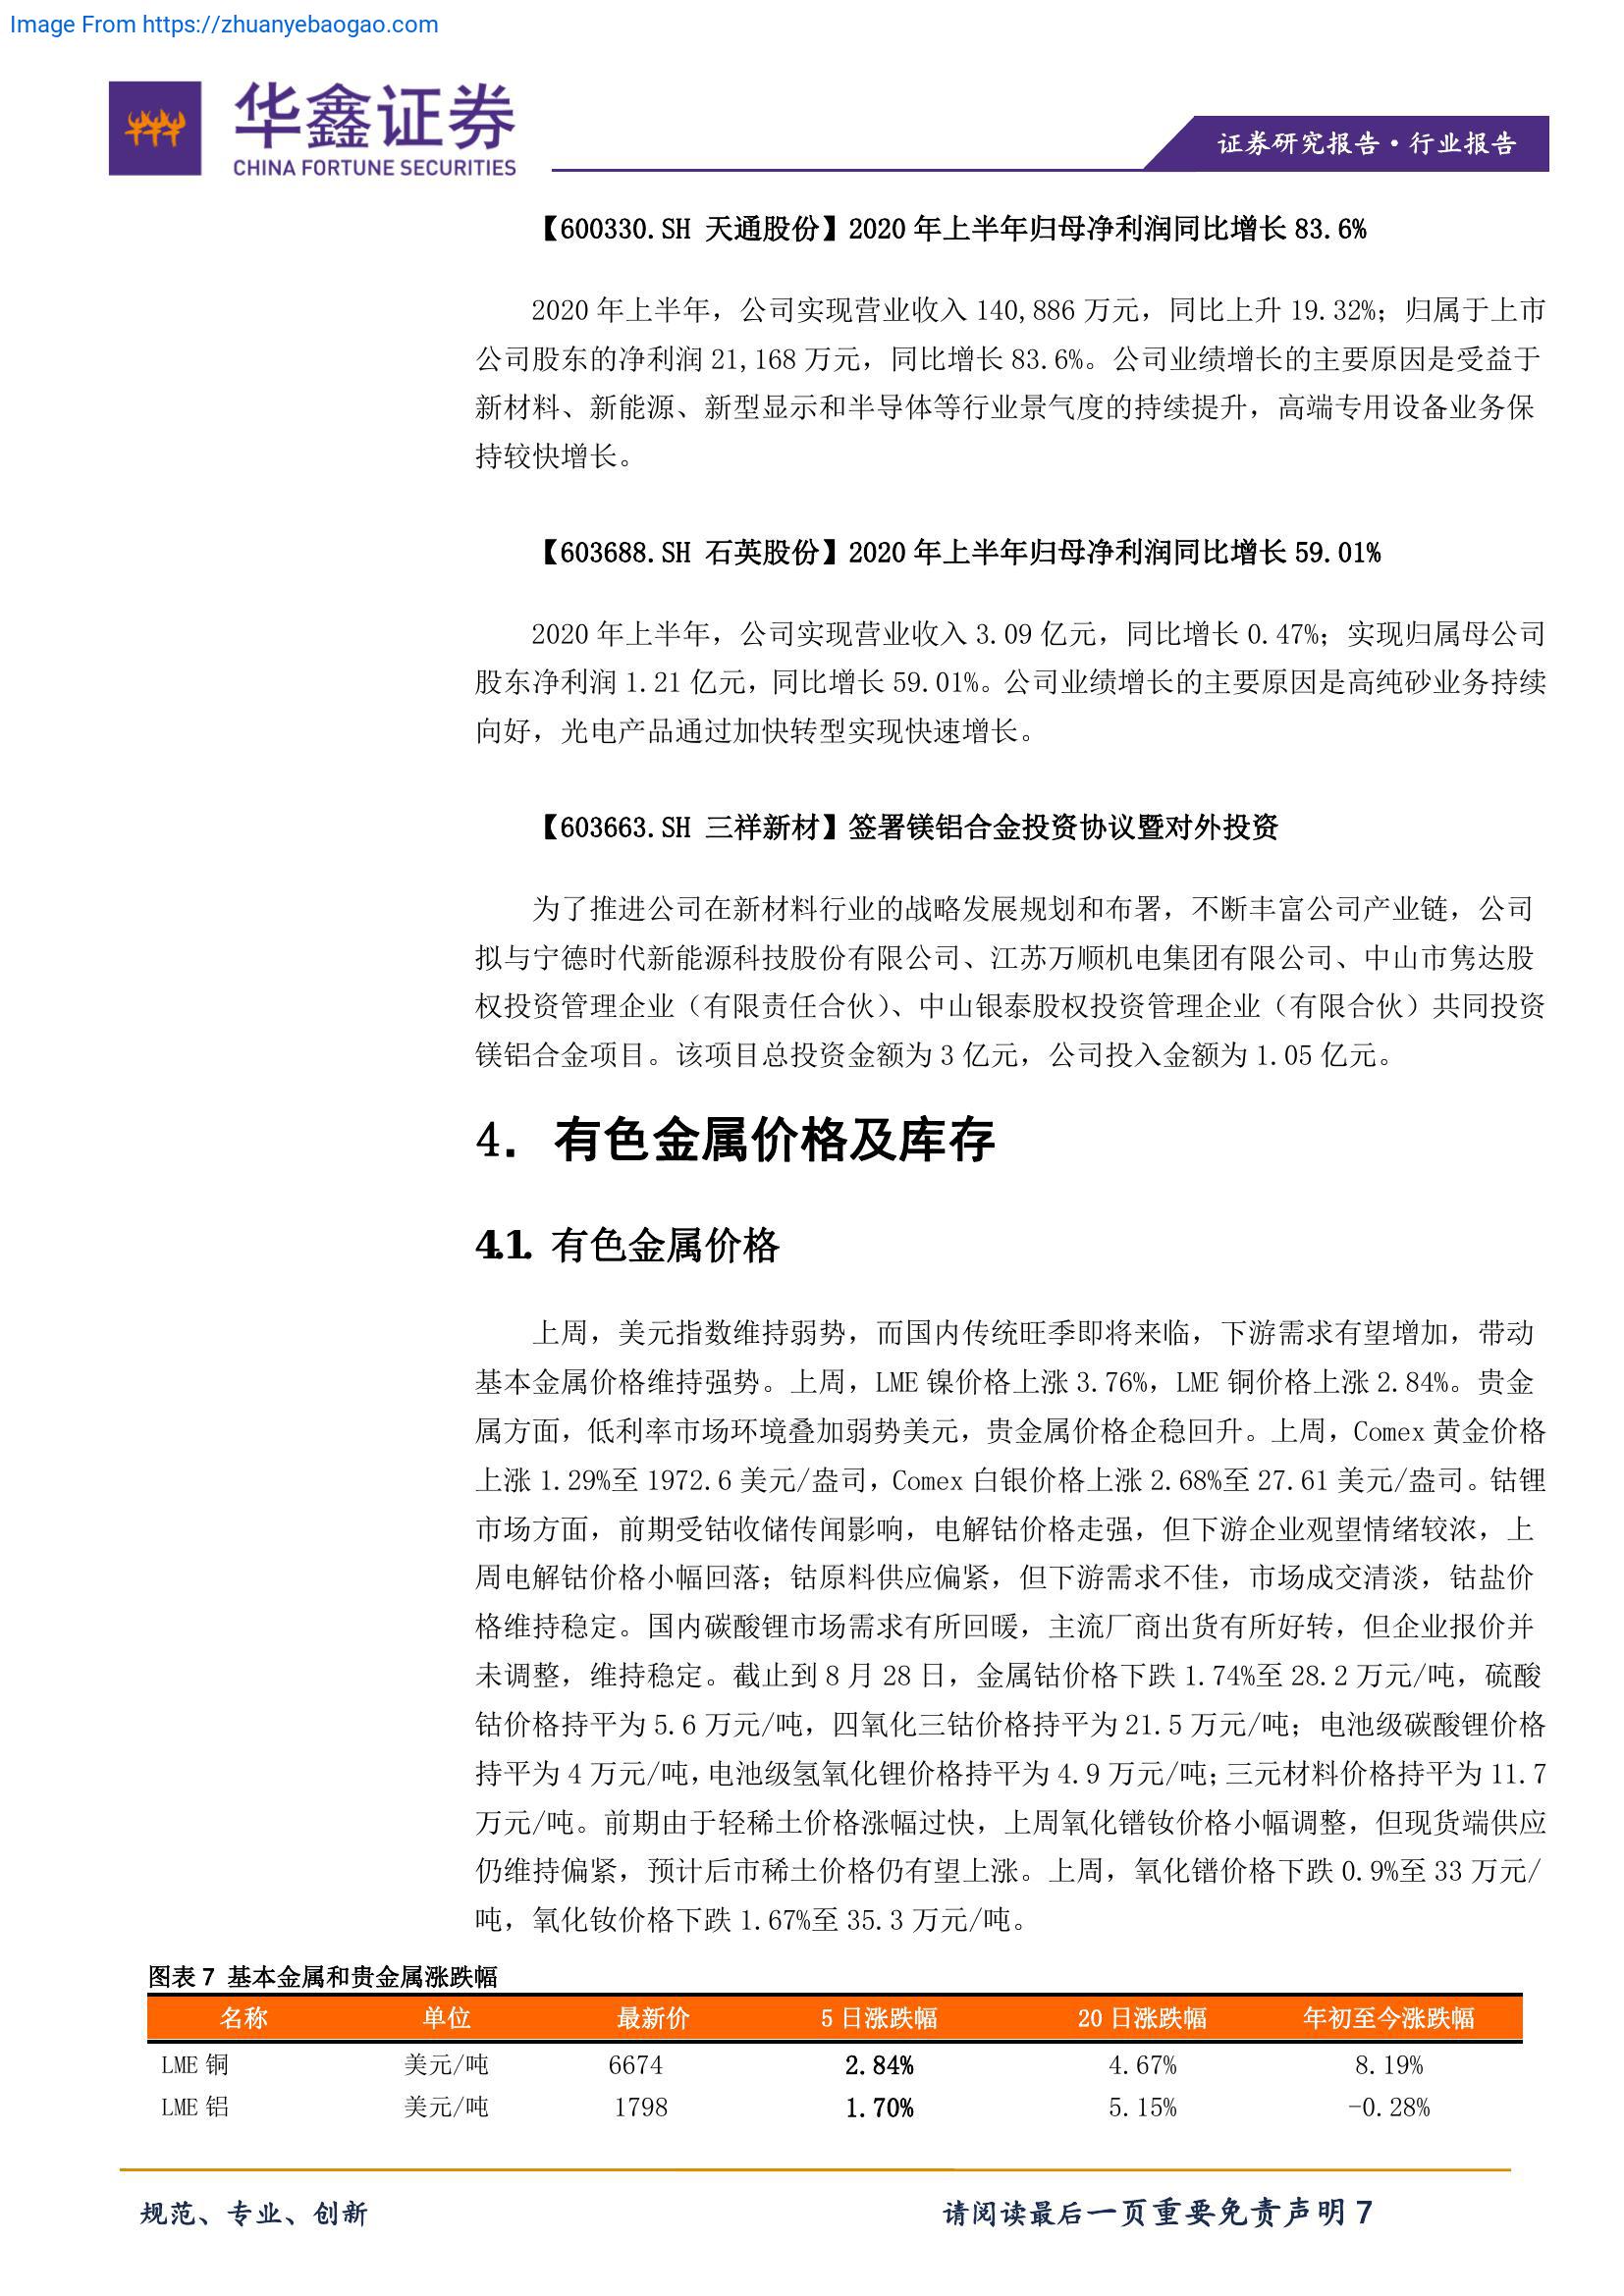 Image From https://zhuanyebaogao.com
华鑫证券
CHINA FORTUNE SECURITIES
证券研究报告·行业报告
【600330.SH 天通股份】2020 年上半年归母净利润同比增长 83.6%
2020 年上半年，公司实现营业收入 140,886 万元，同比上升 19.32%；归属于上市
公司股东的净利润 21,168 万元，同比增长 83.6%。公司业绩增长的主要原因是受益于
新材料、新能源、新型显示和半导体等行业景气度的持续提升，高端专用设备业务保
持较快增长。
【603688.SH 石英股份】2020 年上半年归母净利润同比增长 59.01%
2020 年上半年，公司实现营业收入 3.09 亿元，同比增长 0.47%；实现归属母公司
股东净利润 1.21 亿元，同比增长 59.01%。公司业绩增长的主要原因是高纯砂业务持续
向好，光电产品通过加快转型实现快速增长。
【603663.SH 三祥新材】签署镁铝合金投资协议暨对外投资
为了推进公司在新材料行业的战略发展规划和布署，不断丰富公司产业链，公司
拟与宁德时代新能源科技股份有限公司、江苏万顺机电集团有限公司、中山市隽达股
权投资管理企业（有限责任合伙）、中山银泰股权投资管理企业（有限合伙）共同投资
镁铝合金项目。该项目总投资金额为 3 亿元，公司投入金额为 1.05 亿元。
4. 有色金属价格及库存
4.1. 有色金属价格
上周，美元指数维持弱势，而国内传统旺季即将来临，下游需求有望增加，带动
基本金属价格维持强势。上周，LME 镍价格上涨 3.76%，LME 铜价格上涨 2.84%。贵金
属方面，低利率市场环境叠加弱势美元，贵金属价格企稳回升。上周，Comex 黄金价格
上涨 1.29%至 1972.6 美元/盎司，Comex 白银价格上涨 2.68%至 27.61 美元/盎司。钴锂
市场方面，前期受钴收储传闻影响，电解钴价格走强，但下游企业观望情绪较浓，上
周电解钴价格小幅回落；钴原料供应偏紧，但下游需求不佳，市场成交清淡，钴盐价
格维持稳定。国内碳酸锂市场需求有所回暖，主流厂商出货有所好转，但企业报价并
未调整，维持稳定。截止到 8 月 28 日，金属钴价格下跌 1.74%至 28.2 万元/吨，硫酸
钴价格持平为 5.6 万元/吨，四氧化三钴价格持平为 21.5 万元/吨；电池级碳酸锂价格
持平为 4 万元/吨，电池级氢氧化锂价格持平为 4.9 万元/吨；三元材料价格持平为 11.7
万元/吨。前期由于轻稀土价格涨幅过快，上周氧化镨钕价格小幅调整，但现货端供应
仍维持偏紧，预计后市稀土价格仍有望上涨。上周，氧化镨价格下跌 0.9%至 33 万元/
吨，氧化钕价格下跌 1.67%至 35.3 万元/吨。
图表 7 基本金属和贵金属涨跌幅
名称 单位 最新价 5 日涨跌幅 20 日涨跌幅 年初至今涨跌幅
LME 铜 美元/吨 6674 2.84% 4.67% 8.19%
LME 铝 美元/吨 1798 1.70% 5.15% -0.28%
规范、专业、创新 请阅读最后一页重要免责声明 7